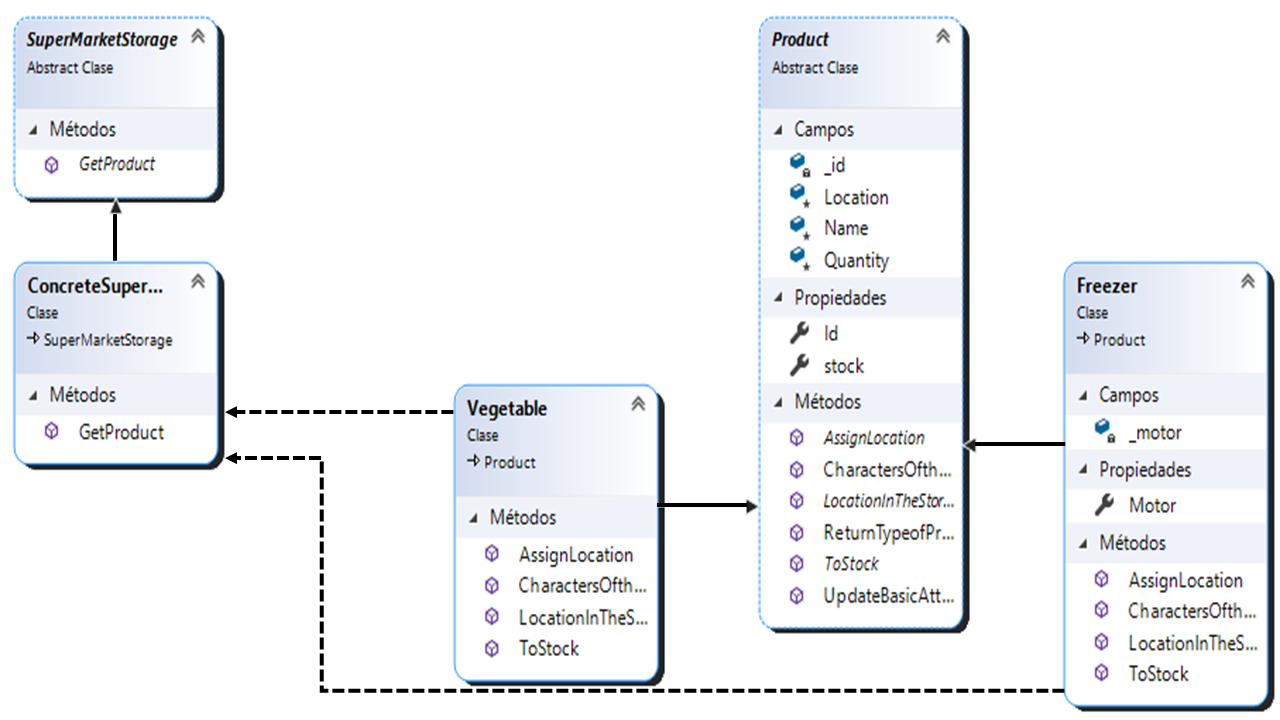 SuperMarketStorage
Abstract Clase
Métodos
GetProduct
ConcreteSuper...
Clase
SuperMarketStorage
Métodos
GetProduct
Vegetable
Clase
Product
Métodos
AssignLocation
CharactersOfth...
LocationInTheS...
ToStock
Product
Abstract Clase
Campos
_id
Location
Name
Quantity
Propiedades
Id
stock
Métodos
AssignLocation
CharactersOfth...
LocationInTheStor...
ReturnTypeofPr...
ToStock
UpdateBasicAtt...
Freezer
Clase
Product
Campos
_motor
Propiedades
Motor
Métodos
AssignLocation
CharactersOfth...
LocationInTheS...
ToStock